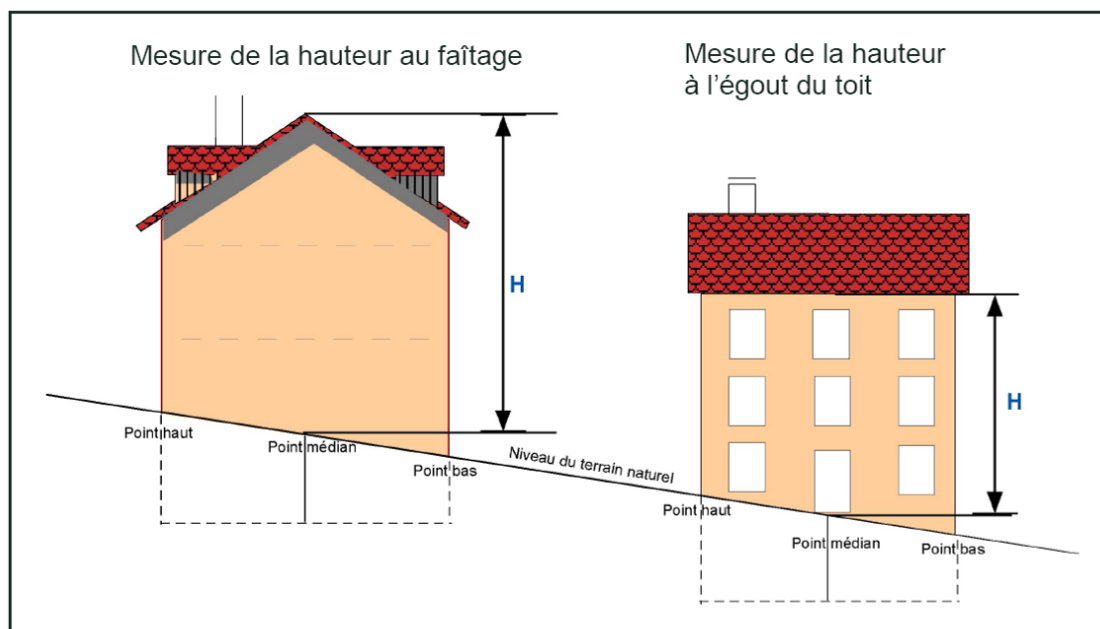 Mesure de la hauteur au faîtage
H
Point haut
Point médian
Point bas
Niveau du terrain naturel
Mesure de la hauteur
à l'égout du toit
H
Point haut
Point médian
Point bas